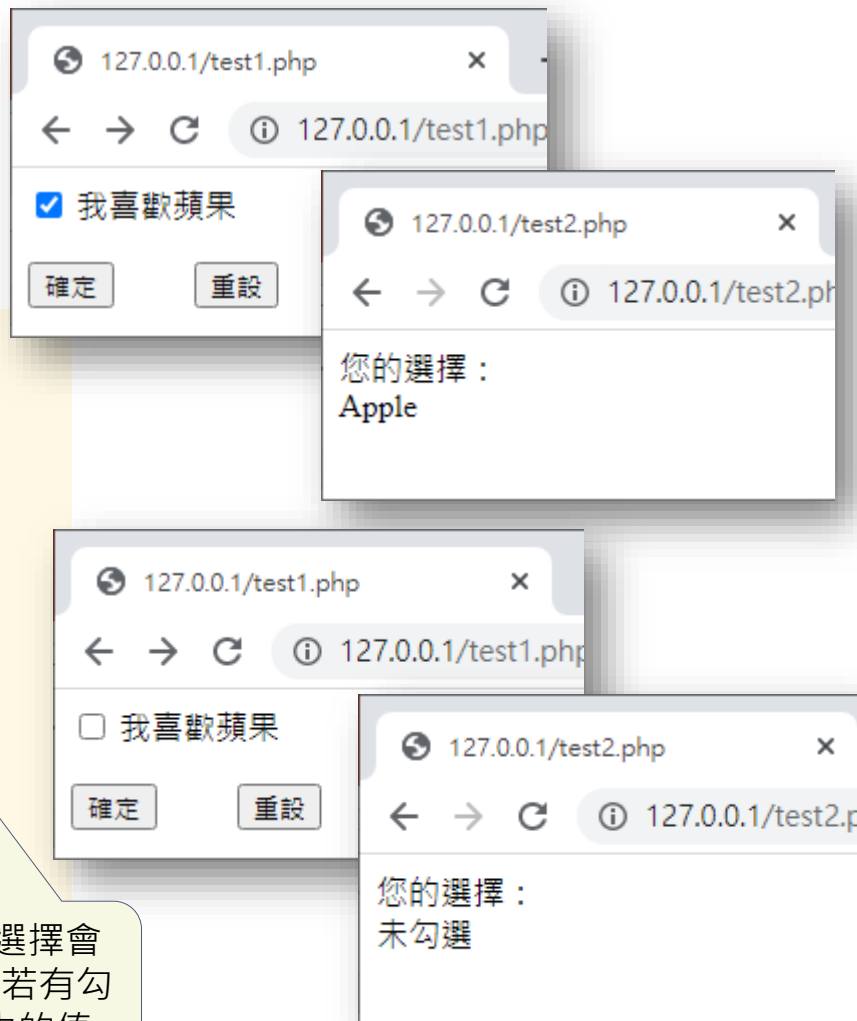 127.0.0.1/test1.php
127.0.0.1/test1.php
我喜歡蘋果
確定 重設
127.0.0.1/test2.php
127.0.0.1/test2.ph
您的選擇：
Apple
127.0.0.1/test1.php
127.0.0.1/test1.php
我喜歡蘋果
確定 重設
127.0.0.1/test2.php
127.0.0.1/test2.p
您的選擇：
未勾選
選擇會
若有勾
的值